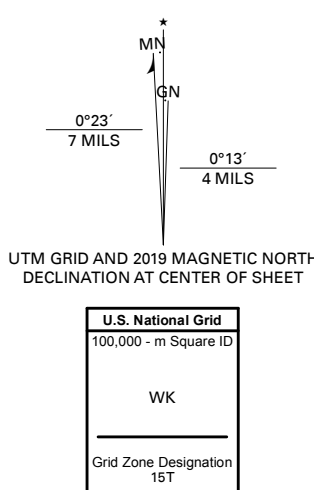 MN
GN
0°23´
7 MILS
0°13´
4 MILS
UTM GRID AND 2019 MAGNETIC NORTH
DECLINATION AT CENTER OF SHEET
U.S. National Grid
100,000 - m Square ID
WK
Grid Zone Designation
15T